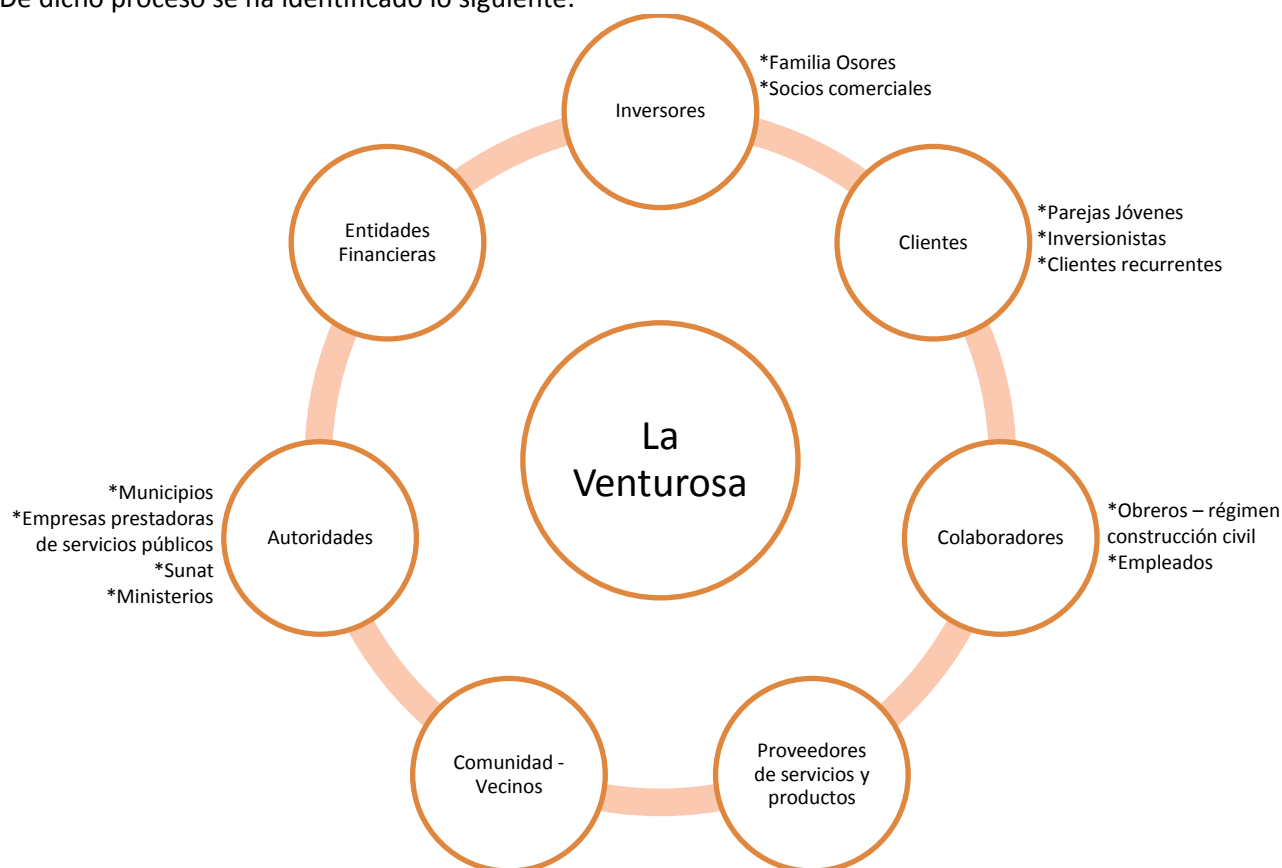 De dicho proceso se ha identificado lo siguiente:
Inversores
*Familia Osores
*Socios comerciales
Clientes
*Parejas Jóvenes
*Inversionistas
*Clientes recurrentes
Colaboradores
*Obreros – régimen
construcción civil
*Empleados
Proveedores
de servicios y
productos
Comunidad -
Vecinos
Autoridades
*Municipios
*Empresas prestadoras
de servicios públicos
*Sunat
*Ministerios
Entidades
Financieras
La
Venturosa